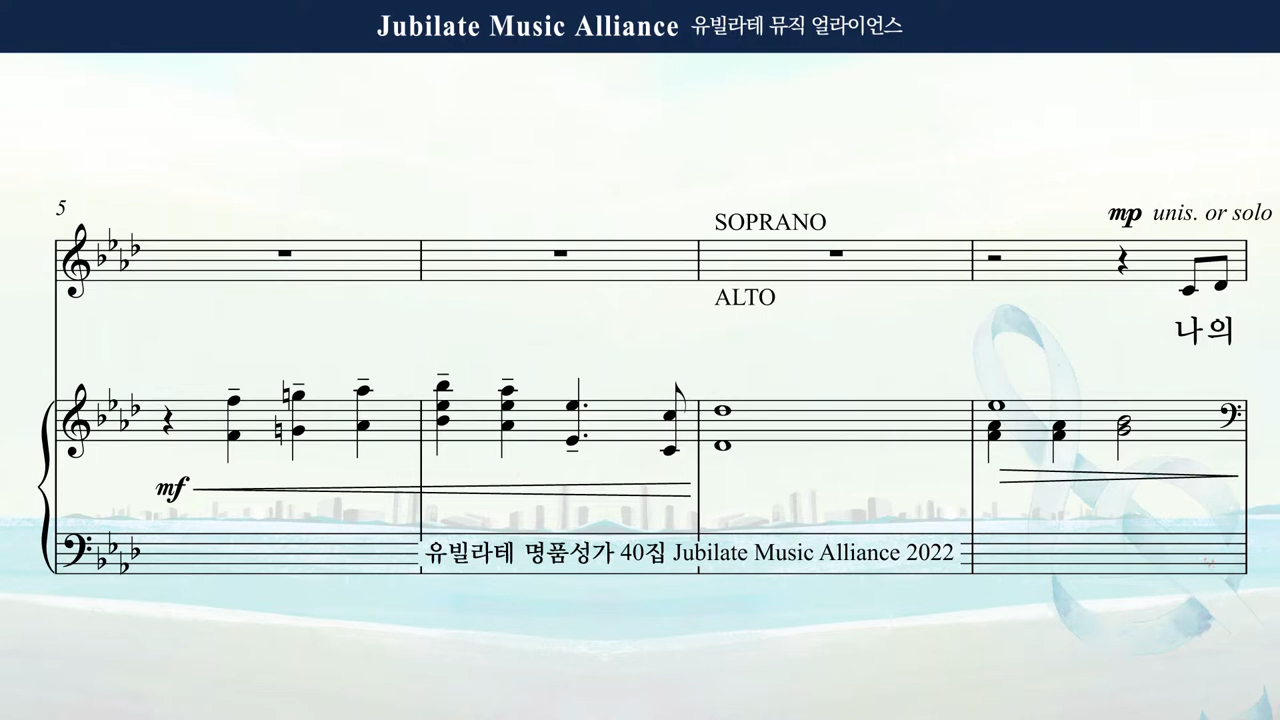 Jubilate Music Alliance 유빌라테 뮤직 얼라이언스
5
SOPRANO
mp unis. or solo
ALTO
나의
mf
유빌라테 명품성가 40집 Jubilate Music Alliance 2022